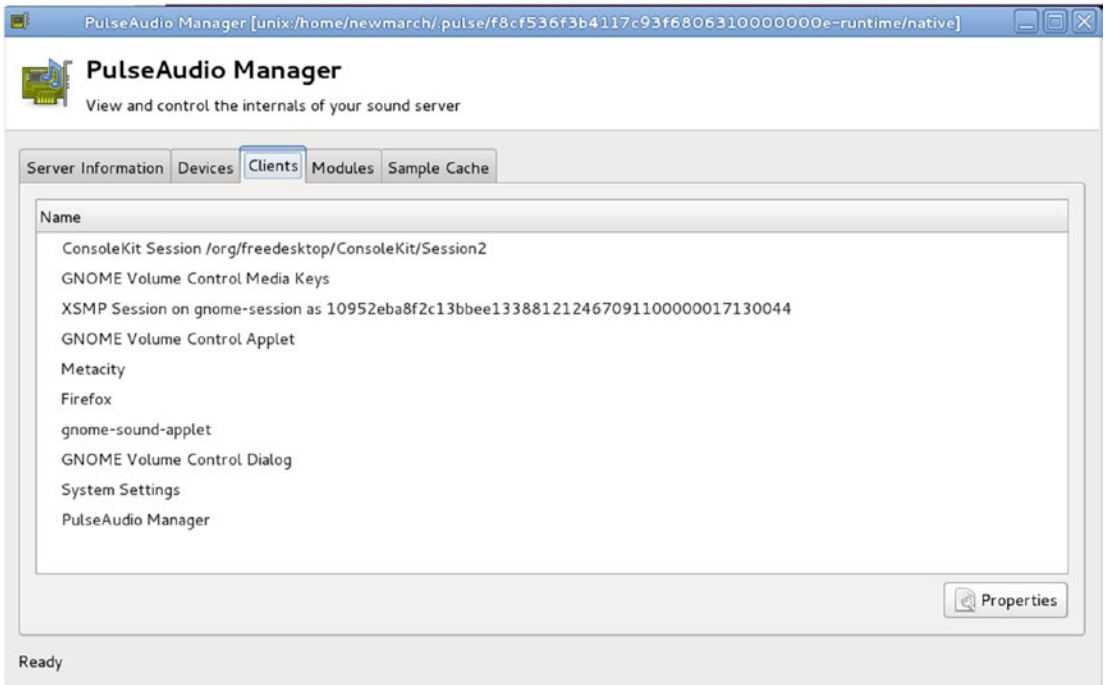 PulseAudio Manager [unix:/home/newmarch/.pulse/f8cf536f3b4117c93f6806310000000e-runtime/native]
PulseAudio Manager
View and control the internals of your sound server
Server Information Devices Clients Modules Sample Cache
Name
ConsoleKit Session /org/freedesktop/ConsoleKit/Session2
GNOME Volume Control Media Keys
XSMP Session on gnome-session as 10952eba8f2c13bbee133881212467091100000017130044
GNOME Volume Control Applet
Metacity
Firefox
gnome-sound-applet
GNOME Volume Control Dialog
System Settings
PulseAudio Manager
Properties
Ready